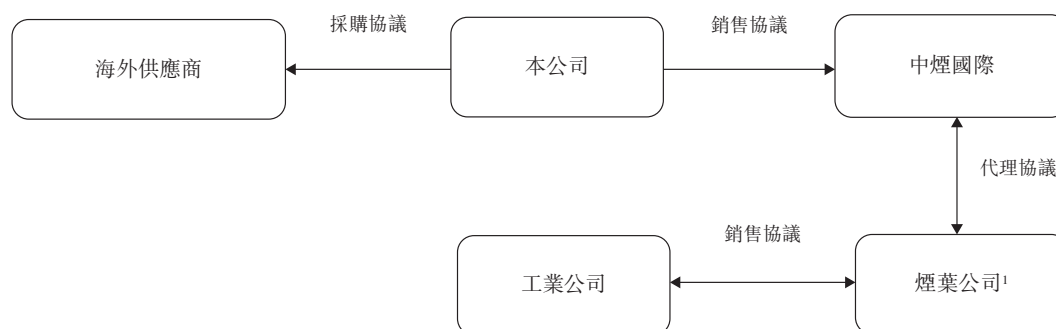 採購協議
銷售協議
海外供應商
本公司
中煙國際
代理協議
銷售協議
工業公司
煙葉公司¹